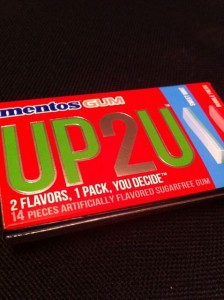 mentos GUM
UP2U
2 FLAVORS, 1 PACK, YOU DECIDE™
14 PIECES ARTIFICIALLY FLAVORED SUGARFREE GUM